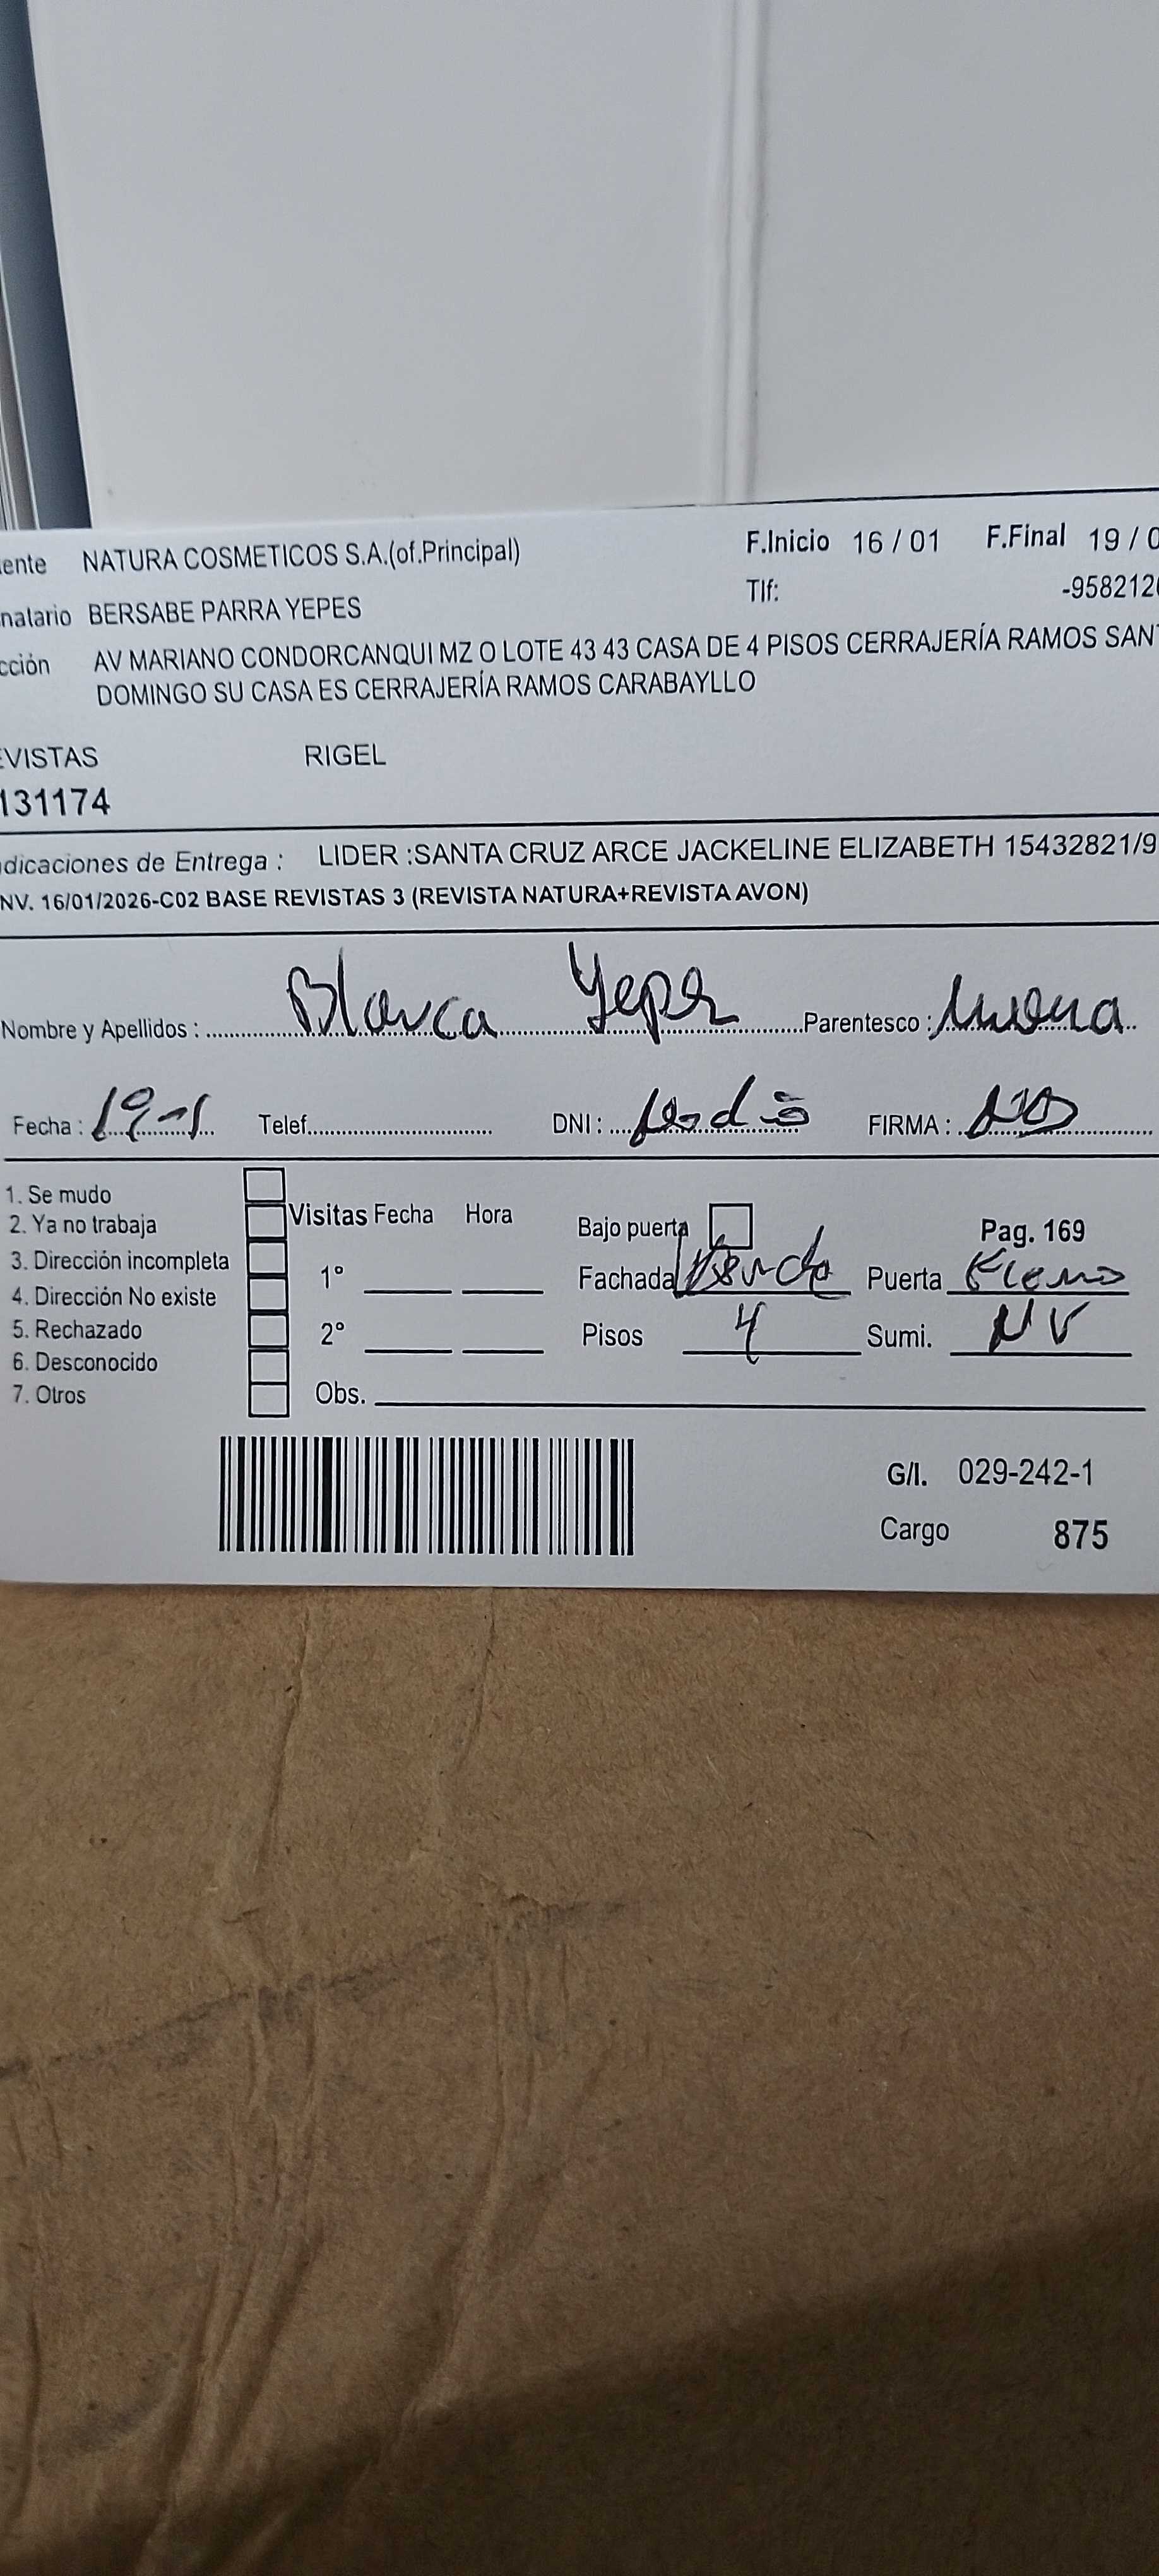 ente NATURA COSMETICOS S.A.(of.Principal) F.Inicio 16 / 01 F.Final 19 / 0
natario BERSABE PARRA YEPES Tlf: -9582120
cción AV MARIANO CONDORCANQUI MZ O LOTE 43 43 CASA DE 4 PISOS CERRAJERÍA RAMOS SANT
DOMINGO SU CASA ES CERRAJERÍA RAMOS CARABAYLLO
EVISTAS RIGEL
131174
dicaciones de Entrega : LIDER :SANTA CRUZ ARCE JACKELINE ELIZABETH 15432821/9
NV. 16/01/2026-C02 BASE REVISTAS 3 (REVISTA NATURA+REVISTA AVON)
Nombre y Apellidos : Blanca Yepez Parentesco :
Fecha : 19-1 Telef. DNI : FIRMA :
1. Se mudo
2. Ya no trabaja
3. Dirección incompleta
4. Dirección No existe
5. Rechazado
6. Desconocido
7. Otros
Visitas Fecha Hora
1°
2°
Obs.
Bajo puerta Pag. 169
Fachada Puerta Fierro
Pisos 4 Sumi. NV
G/I. 029-242-1
Cargo 875